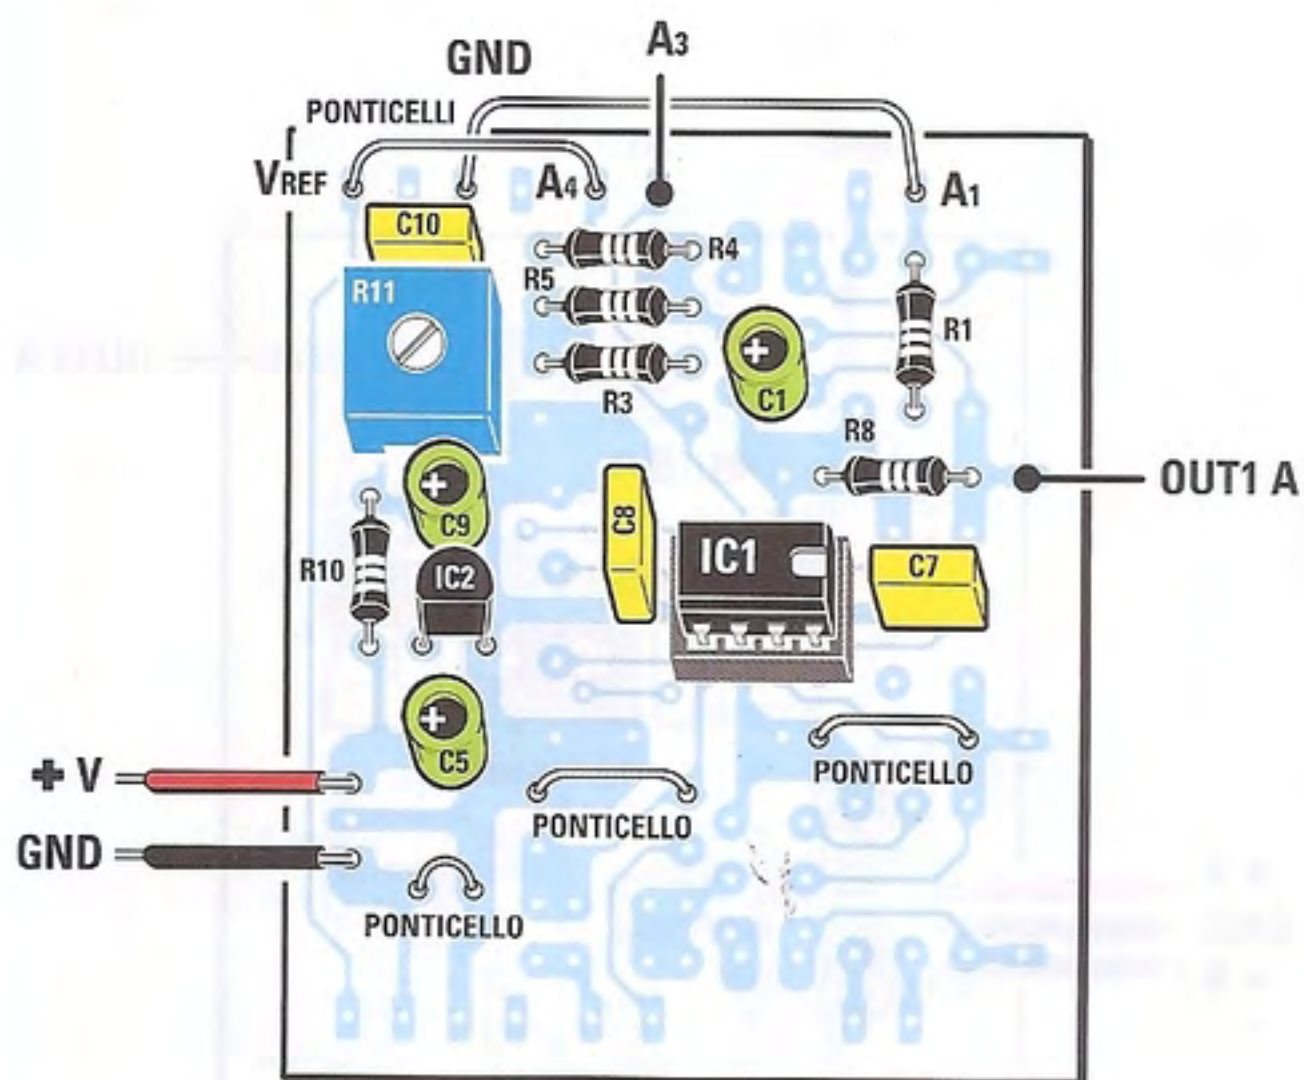 A3
GND
PONTICELLI
VREF
A4
A1
C10
R4
R11
R5
R1
R3
C1
R8
OUT1 A
C9
C8
IC1
R10
IC2
C7
C5
+ V
PONTICELLO
PONTICELLO
GND
PONTICELLO